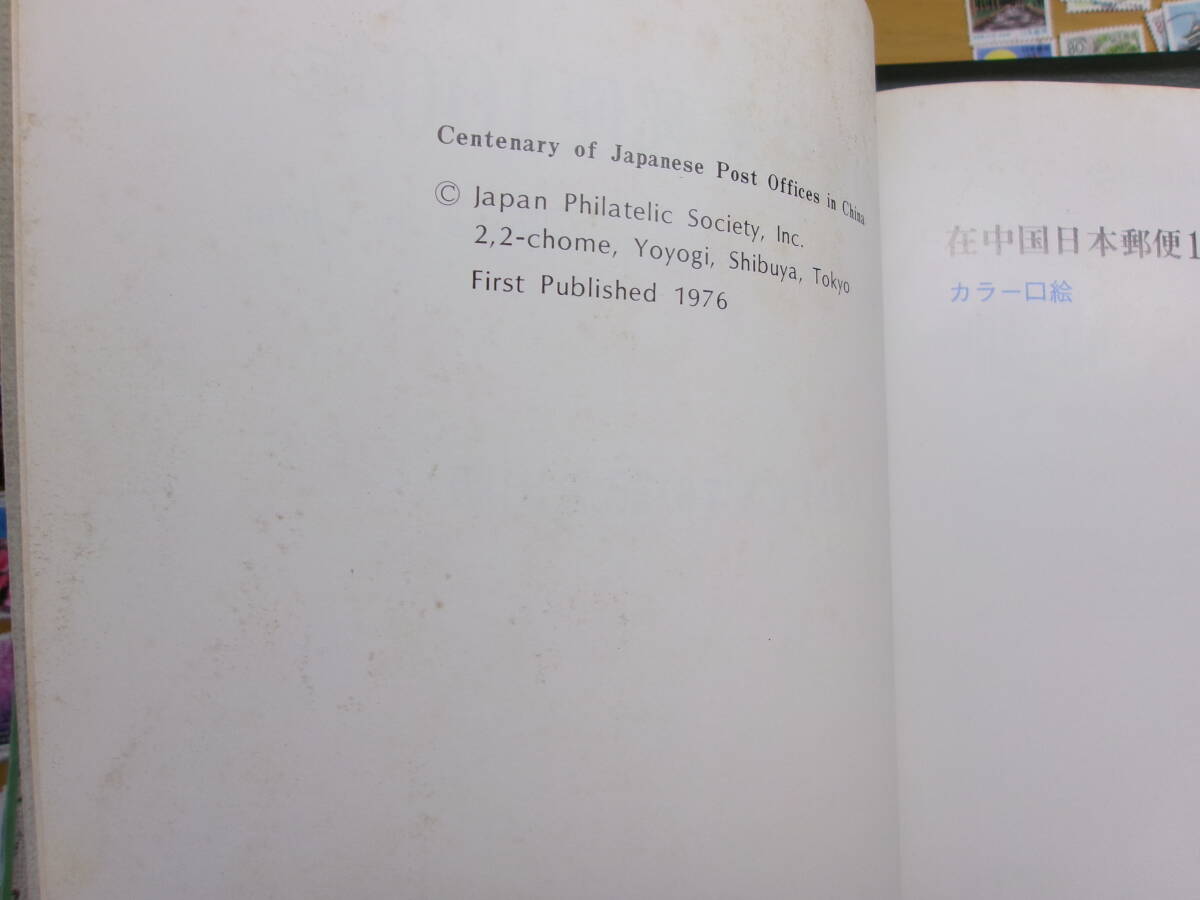 Centenary of Japanese Post Offices in China
© Japan Philatelic Society, Inc.
2,2-chome, Yoyogi, Shibuya, Tokyo
First Published 1976
在中国日本郵便1
カラー口絵
80